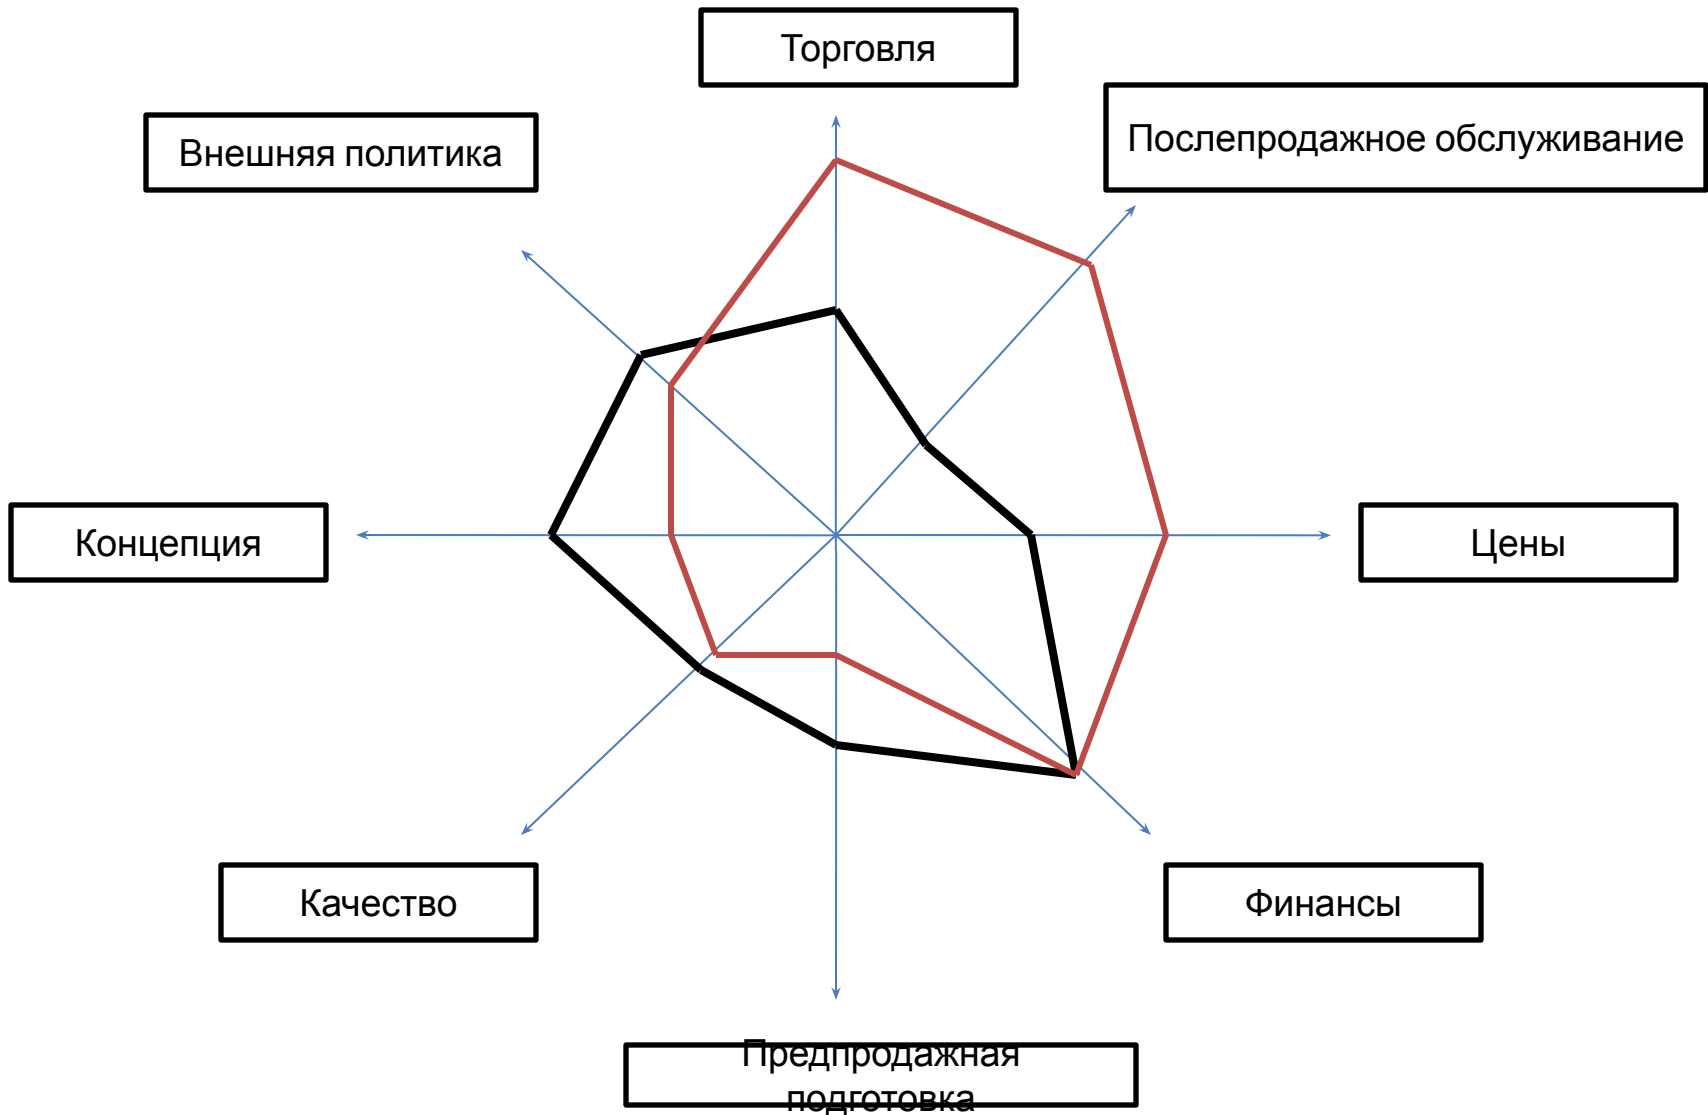 Торговля
Послепродажное обслуживание
Внешняя политика
Концепция
Цены
Качество
Финансы
Предпродажная
подготовка